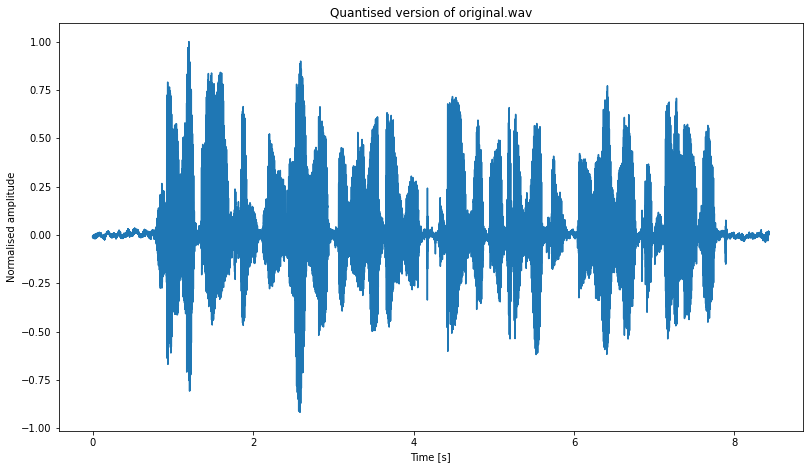 Quantised version of original.wav
1.00
0.75
0.50
0.25
0.00
−0.25
−0.50
−0.75
−1.00
Normalised amplitude
0 2 4 6 8
Time [s]